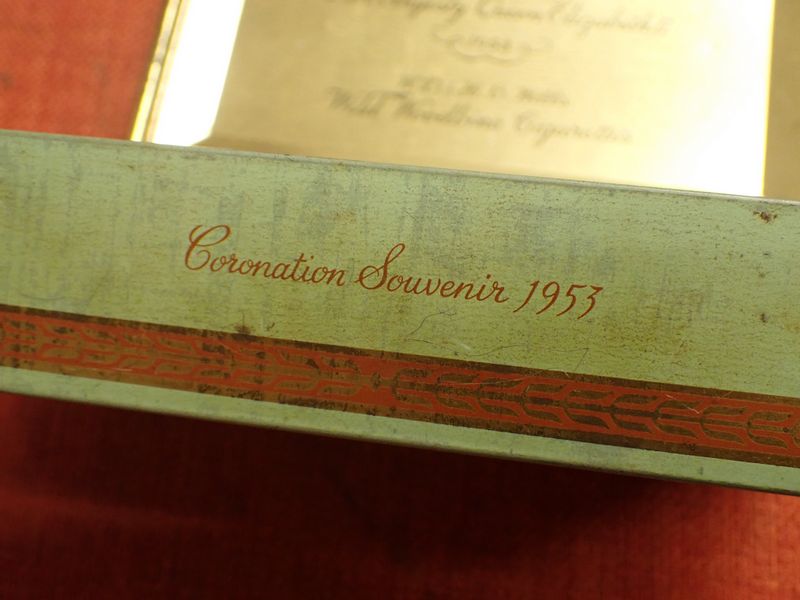 Majesty Queen Elizabeth II
Wild Woodbine Cigarettes
Coronation Souvenir 1953